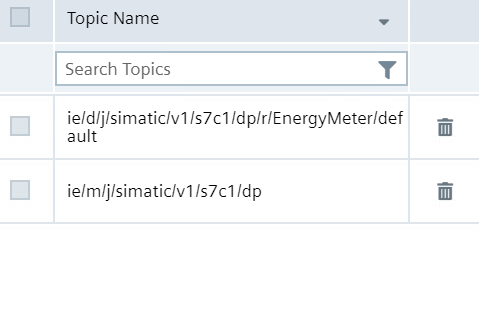 Topic Name
Search Topics
ie/d/j/simatic/v1/s7c1/dp/r/EnergyMeter/def
ault
ie/m/j/simatic/v1/s7c1/dp